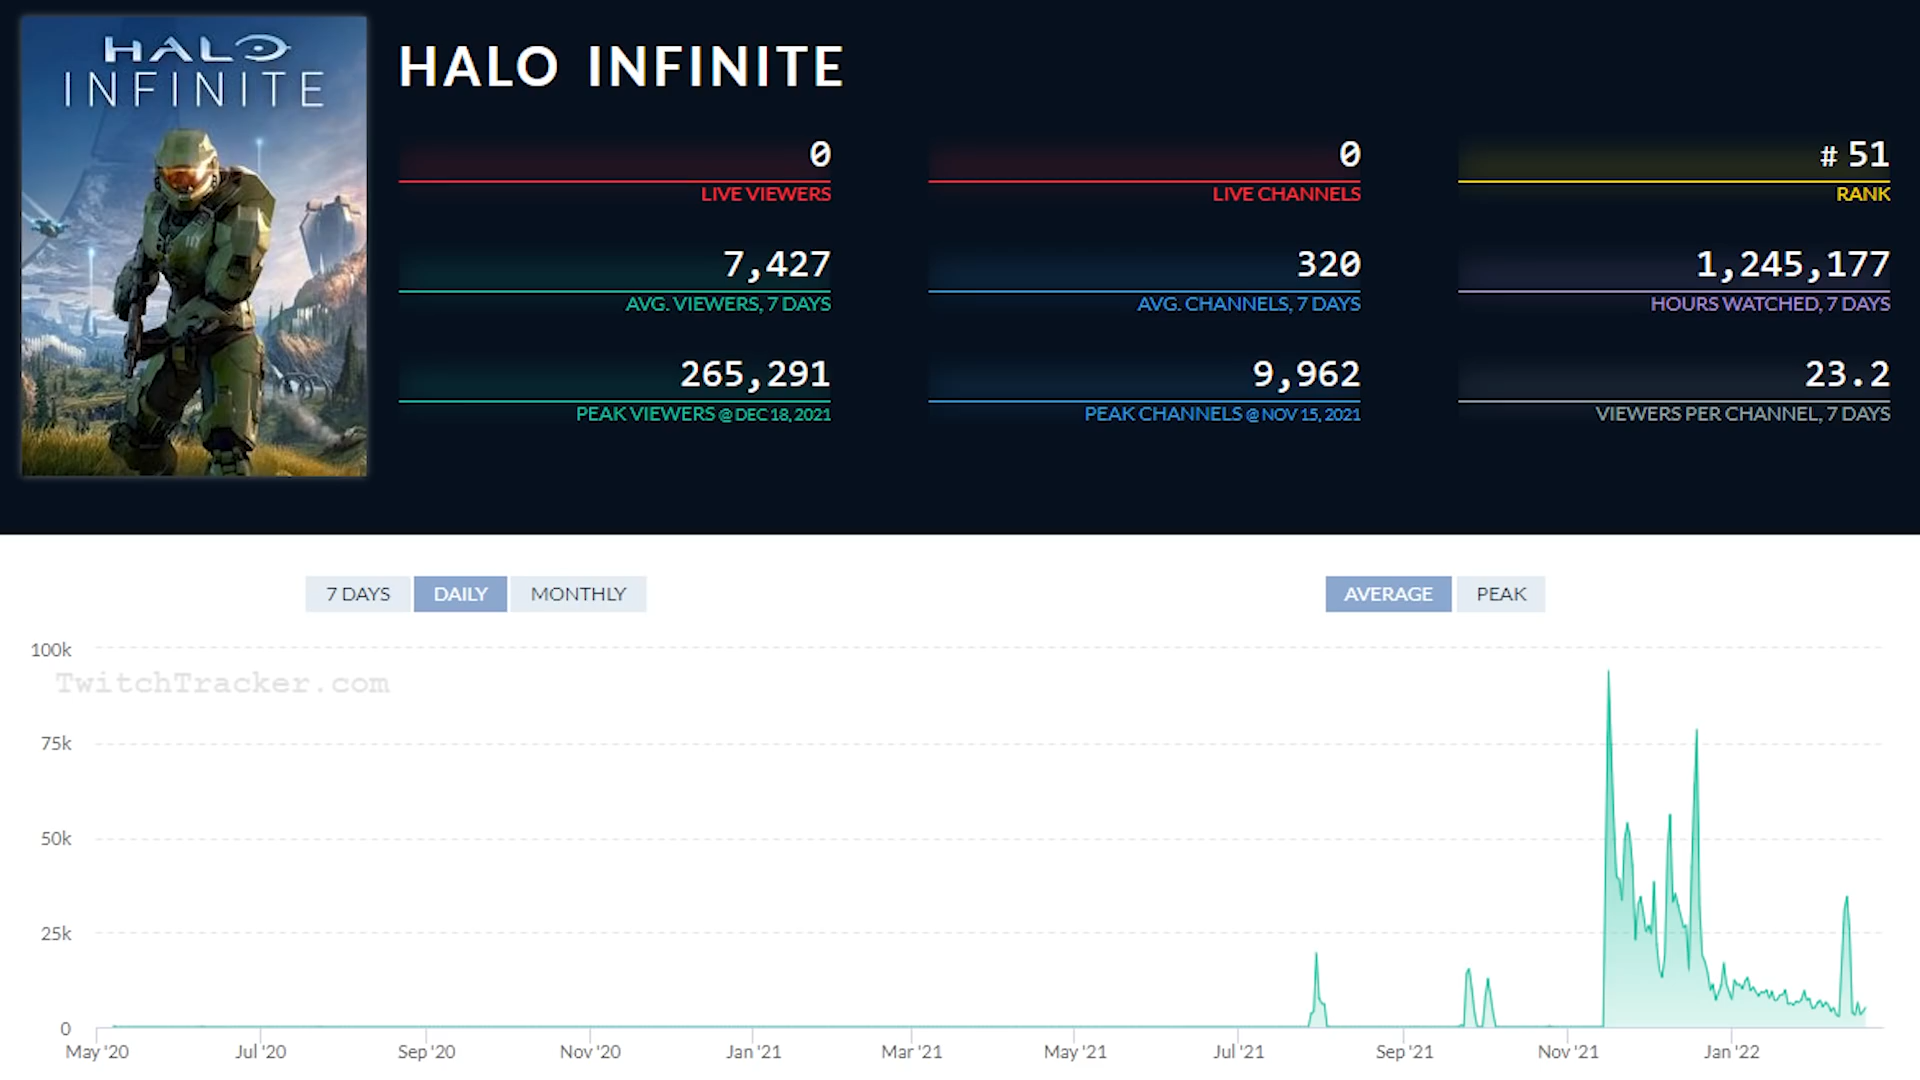 HALO
INFINITE
HALO INFINITE
0
LIVE VIEWERS
0
LIVE CHANNELS
# 51
RANK
7,427
AVG. VIEWERS, 7 DAYS
320
AVG. CHANNELS, 7 DAYS
1,245,177
HOURS WATCHED, 7 DAYS
265,291
PEAK VIEWERS @ DEC 18, 2021
9,962
PEAK CHANNELS @ NOV 15, 2021
23.2
VIEWERS PER CHANNEL, 7 DAYS
7 DAYS DAILY MONTHLY
AVERAGE PEAK
100k
TwitchTracker.com
75k
50k
25k
0
May '20 Jul '20 Sep '20 Nov '20 Jan '21 Mar '21 May '21 Jul '21 Sep '21 Nov '21 Jan '22